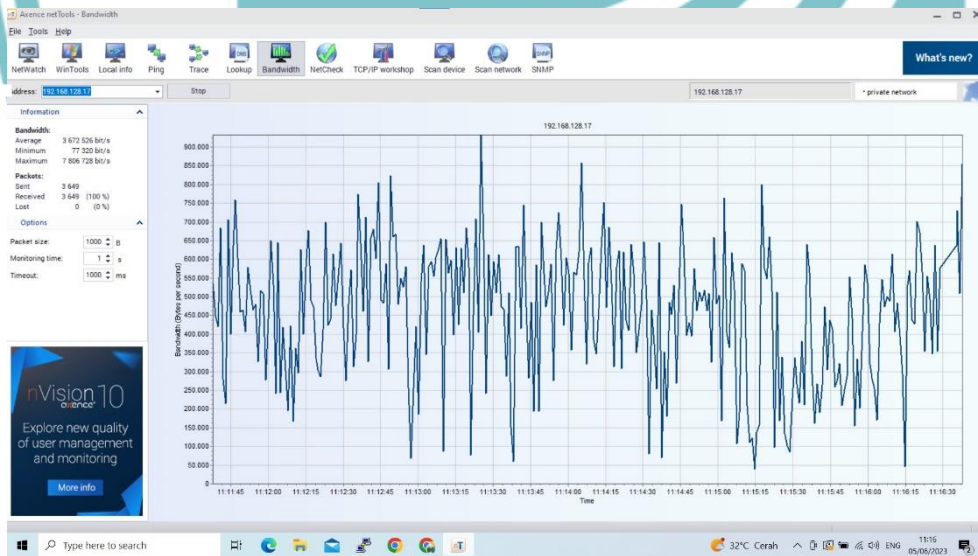 Axence netTools - Bandwidth
File Tools Help
NetWatch WinTools Local info Ping Trace Lookup Bandwidth NetCheck TCP/IP workshop Scan device Scan network SNMP
What's new?
Address: 192.168.128.17 Stop 192.168.128.17 private network
Information
Bandwidth:
Average 3 672 526 bit/s
Minimum 77 320 bit/s
Maximum 7 806 728 bit/s
Packets:
Sent 3 649
Received 3 649 (100 %)
Lost 0 (0 %)
Options
Packet size: 1000 B
Monitoring time: 1 s
Timeout: 1000 ms
nVision 10
axence
Explore new quality
of user management
and monitoring
More info
192.168.128.17
Bandwidth (Bytes per second)
900.000
850.000
800.000
750.000
700.000
650.000
600.000
550.000
500.000
450.000
400.000
350.000
300.000
250.000
200.000
150.000
100.000
50.000
0
11:11:45 11:12:00 11:12:15 11:12:30 11:12:45 11:13:00 11:13:15 11:13:30 11:13:45 11:14:00 11:14:15 11:14:30 11:14:45 11:15:00 11:15:15 11:15:30 11:15:45 11:16:00 11:16:15 11:16:30
Time
Type here to search
32°C Cerah ENG
11:16
05/06/2023